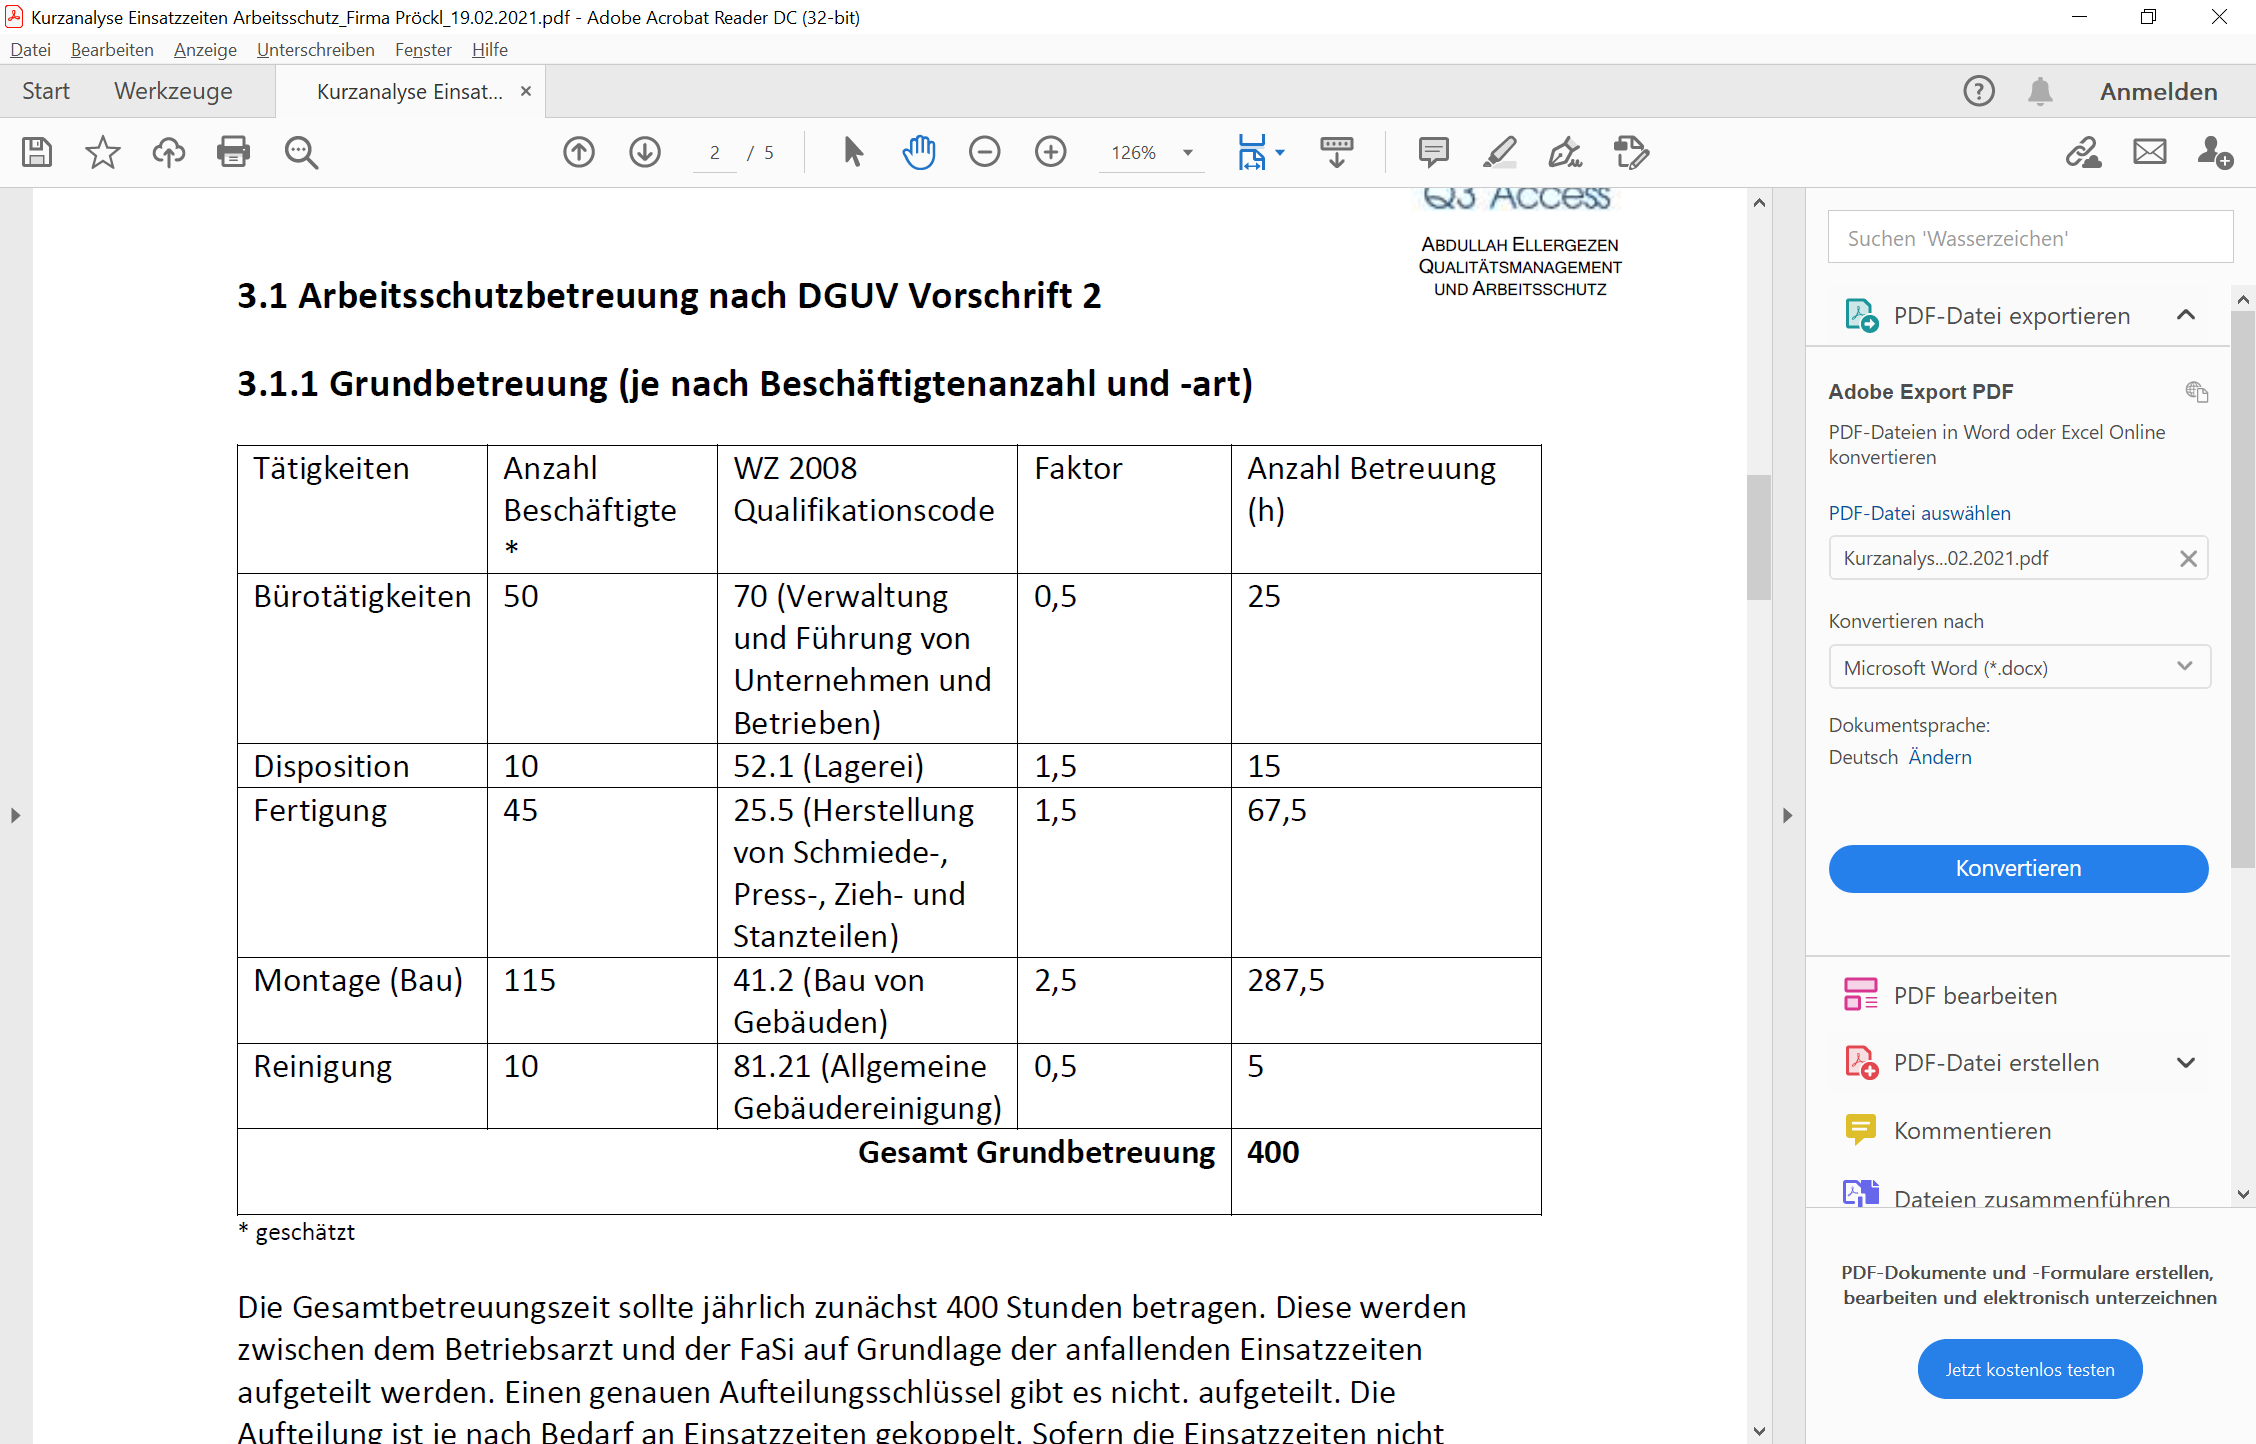 Kurzanalyse Einsatzzeiten Arbeitsschutz_Firma Pröckl_19.02.2021.pdf - Adobe Acrobat Reader DC (32-bit)
Datei Bearbeiten Anzeige Unterschreiben Fenster Hilfe
Start Werkzeuge Kurzanalyse Einsat... × Anmelden
2 / 5 126%
Q3 Access
ABDULLAH ELLERGEZEN
QUALITÄTSMANAGEMENT
UND ARBEITSSCHUTZ
3.1 Arbeitsschutzbetreuung nach DGUV Vorschrift 2
3.1.1 Grundbetreuung (je nach Beschäftigtenanzahl und -art)
Tätigkeiten Anzahl WZ 2008 Faktor Anzahl Betreuung
Beschäftigte Qualifikationscode (h)
*
Bürotätigkeiten 50 70 (Verwaltung 0,5 25
und Führung von
Unternehmen und
Betrieben)
Disposition 10 52.1 (Lagerei) 1,5 15
Fertigung 45 25.5 (Herstellung 1,5 67,5
von Schmiede-,
Press-, Zieh- und
Stanzteilen)
Montage (Bau) 115 41.2 (Bau von 2,5 287,5
Gebäuden)
Reinigung 10 81.21 (Allgemeine 0,5 5
Gebäudereinigung)
Gesamt Grundbetreuung 400
* geschätzt
Die Gesamtbetreuungszeit sollte jährlich zunächst 400 Stunden betragen. Diese werden
zwischen dem Betriebsarzt und der FaSi auf Grundlage der anfallenden Einsatzzeiten
aufgeteilt werden. Einen genauen Aufteilungsschlüssel gibt es nicht. aufgeteilt. Die
Aufteilung ist je nach Bedarf an Einsatzzeiten gekoppelt. Sofern die Einsatzzeiten nicht
Suchen 'Wasserzeichen'
PDF-Datei exportieren
Adobe Export PDF
PDF-Dateien in Word oder Excel Online
konvertieren
PDF-Datei auswählen
Kurzanalys...02.2021.pdf
Konvertieren nach
Microsoft Word (*.docx)
Dokumentsprache:
Deutsch Ändern
Konvertieren
PDF bearbeiten
PDF-Datei erstellen
Kommentieren
Dateien zusammenführen
PDF-Dokumente und -Formulare erstellen,
bearbeiten und elektronisch unterzeichnen
Jetzt kostenlos testen